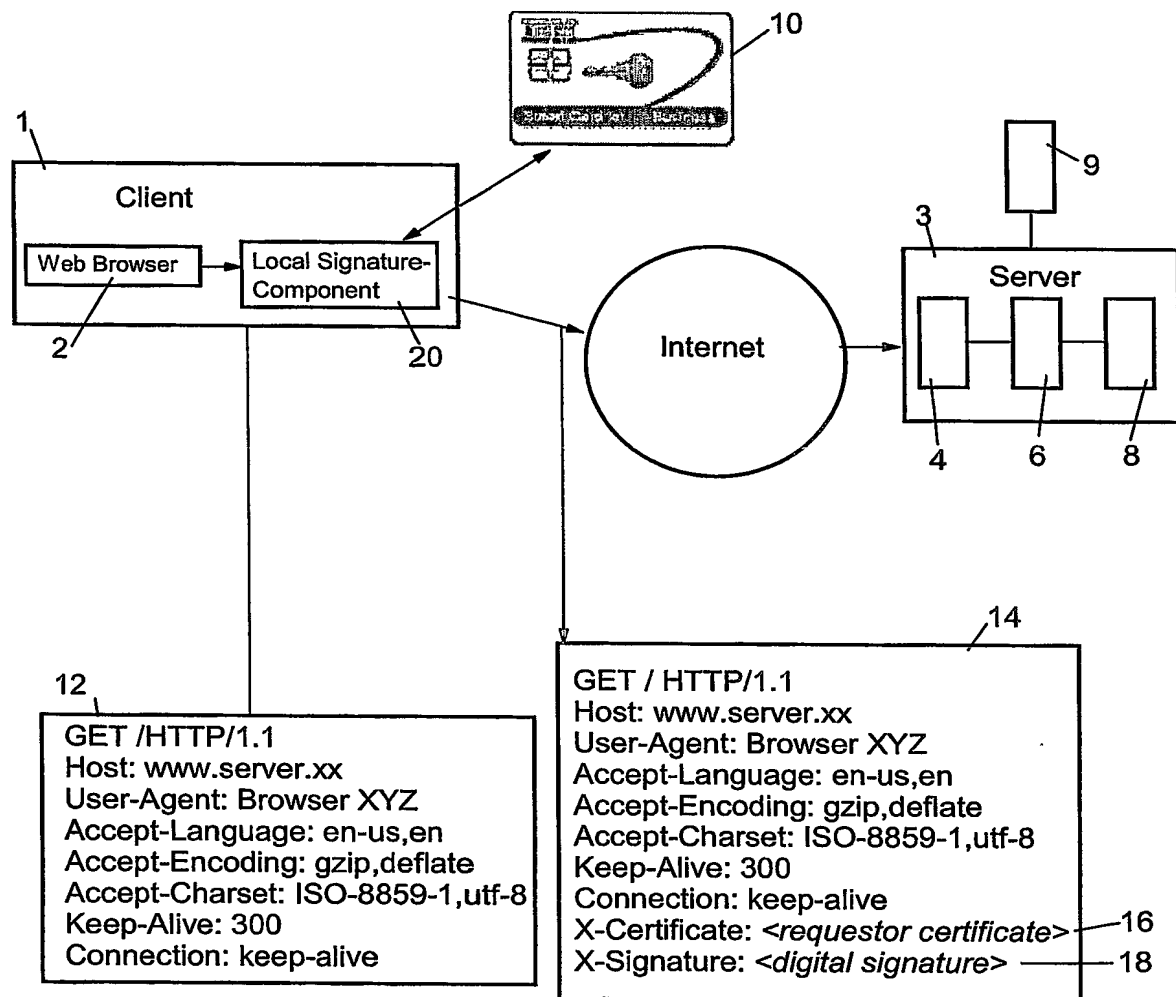 10
1
9
Client
3
Server
Web Browser
Local Signature-
Component
Internet
2
20
4
6
8
14
12
GET /HTTP/1.1
Host: www.server.xx
User-Agent: Browser XYZ
Accept-Language: en-us,en
Accept-Encoding: gzip,deflate
Accept-Charset: ISO-8859-1,utf-8
Keep-Alive: 300
Connection: keep-alive
GET / HTTP/1.1
Host: www.server.xx
User-Agent: Browser XYZ
Accept-Language: en-us,en
Accept-Encoding: gzip,deflate
Accept-Charset: ISO-8859-1,utf-8
Keep-Alive: 300
Connection: keep-alive
X-Certificate: <requestor certificate>
16
X-Signature: <digital signature>
18